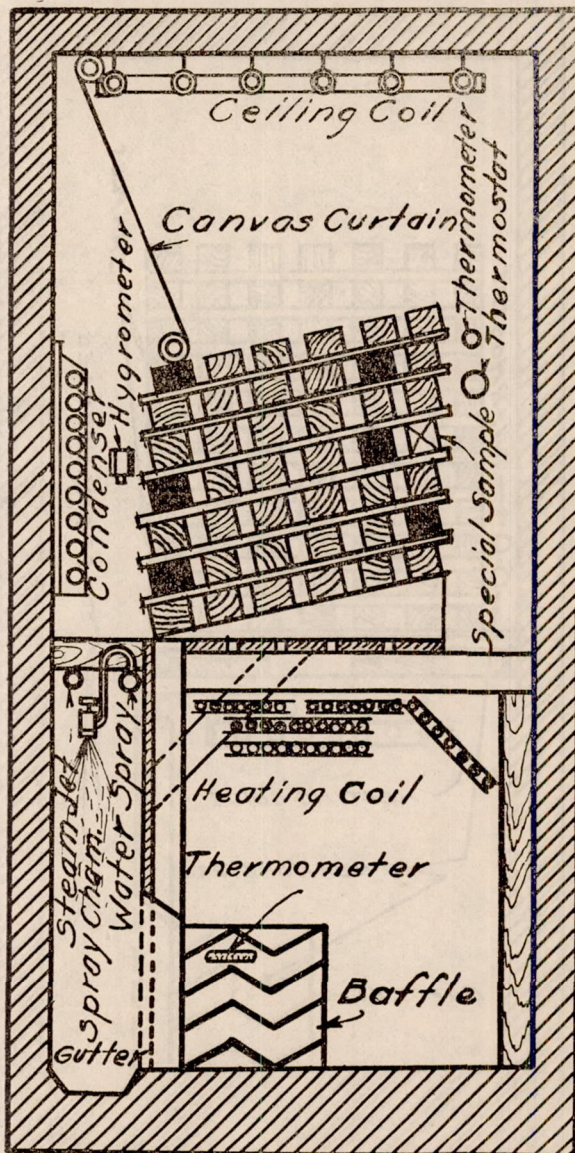 Ceiling Coil
Canvas Curtain
Thermometer
Thermostat
Hygrometer
Condenser
Special Sample
Heating Coil
Steam Jet
Spray Cham.
Water Spray
Thermometer
Baffle
Gutter